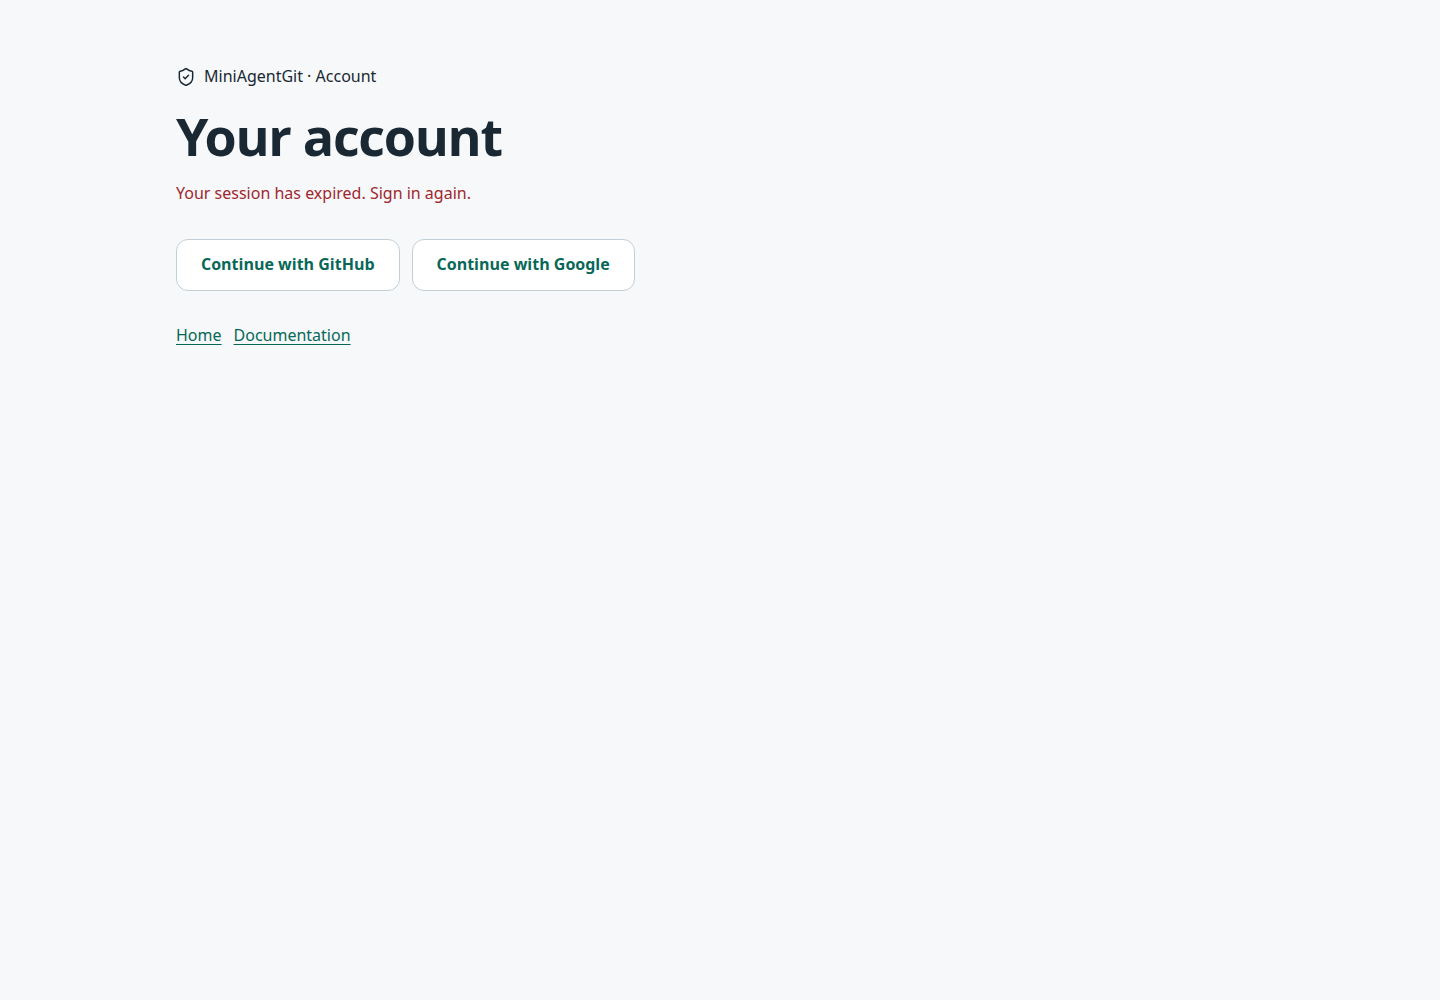 MiniAgentGit · Account
Your account
Your session has expired. Sign in again.
Continue with GitHub Continue with Google
Home Documentation